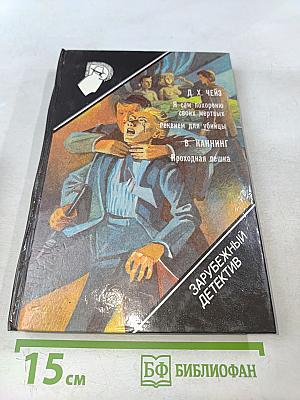 Д. Х. ЧЕЙЗ
Я сам похороню
своих мертвых
Реквием для убийцы
В. КАННИНГ
Проходная пешка
ЗАРУБЕЖНЫЙ
ДЕТЕКТИВ
15 см
БФ БИБЛИОФАН